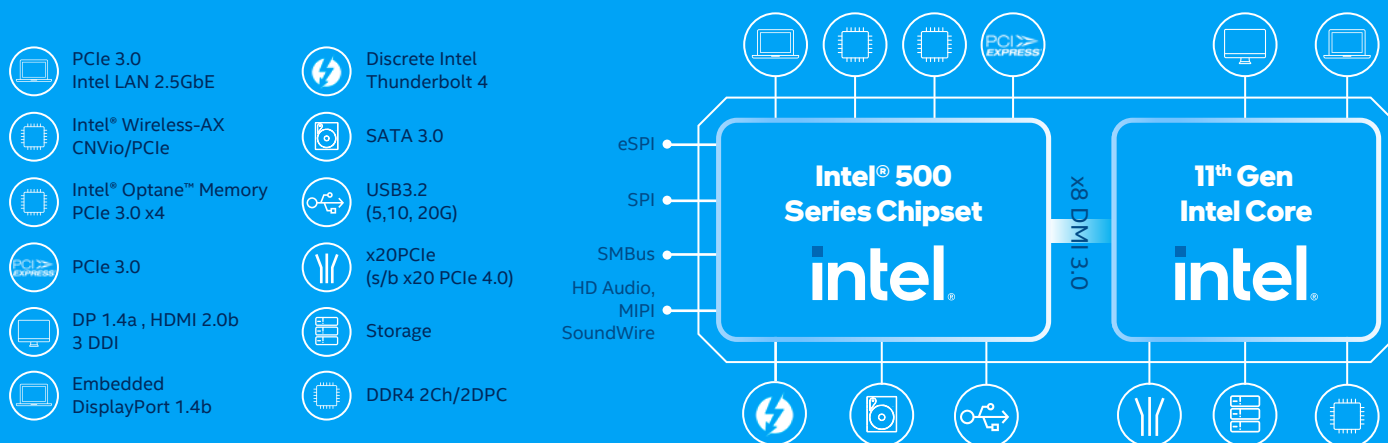 PCIe 3.0
Intel LAN 2.5GbE
Intel® Wireless-AX
CNVio/PCIe
Intel® Optane™ Memory
PCIe 3.0 x4
PCI EXPRESS
PCIe 3.0
DP 1.4a , HDMI 2.0b
3 DDI
Embedded
DisplayPort 1.4b
Discrete Intel
Thunderbolt 4
SATA 3.0
USB3.2
(5,10, 20G)
x20PCIe
(s/b x20 PCIe 4.0)
Storage
DDR4 2Ch/2DPC
PCI EXPRESS
eSPI
SPI
SMBus
HD Audio,
MIPI
SoundWire
Intel® 500
Series Chipset
intel®
x8 DMI 3.0
11th Gen
Intel Core
intel®